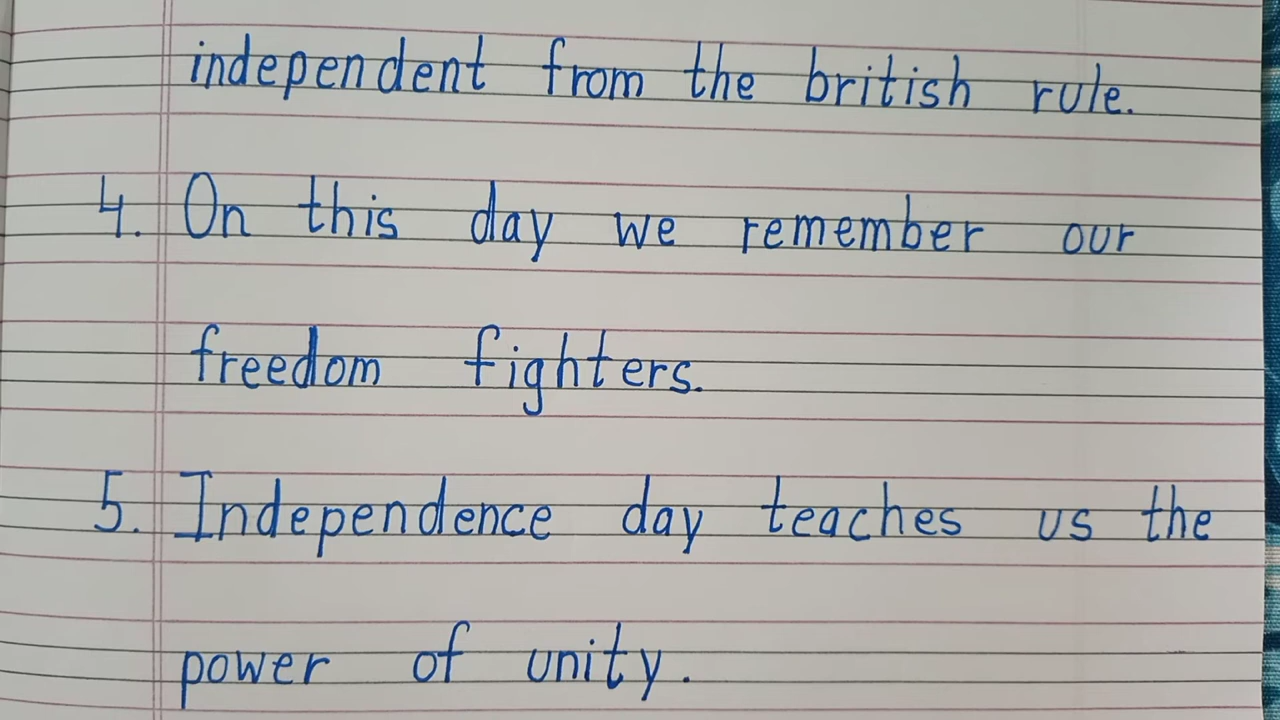 independent from the british rule.
4. On this day we remember our
freedom fighters.
5. Independence day teaches us the
power of unity.